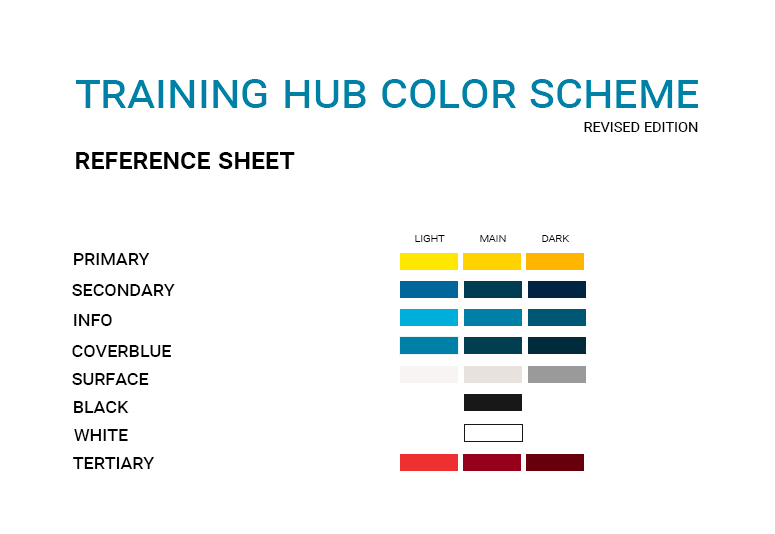 TRAINING HUB COLOR SCHEME
REVISED EDITION
REFERENCE SHEET
LIGHT MAIN DARK
PRIMARY
SECONDARY
INFO
COVERBLUE
SURFACE
BLACK
WHITE
TERTIARY